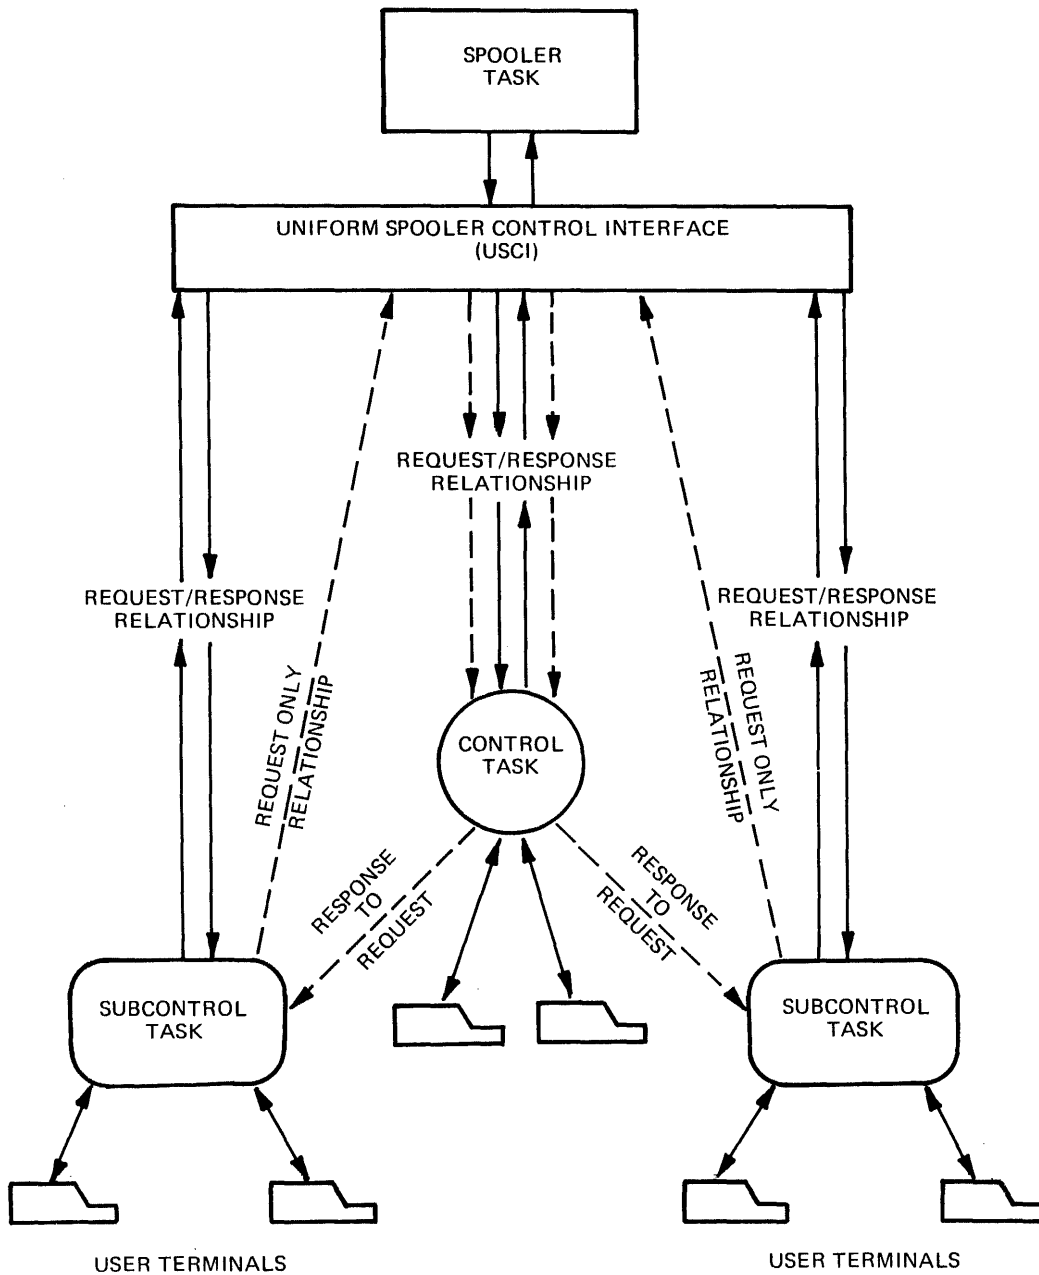 SPOOLER
TASK
UNIFORM SPOOLER CONTROL INTERFACE
(USCI)
REQUEST/RESPONSE
RELATIONSHIP
REQUEST/RESPONSE
RELATIONSHIP
REQUEST/RESPONSE
RELATIONSHIP
REQUEST ONLY
RELATIONSHIP
REQUEST ONLY
RELATIONSHIP
CONTROL
TASK
RESPONSE
TO
REQUEST
RESPONSE
TO
REQUEST
SUBCONTROL
TASK
SUBCONTROL
TASK
USER TERMINALS
USER TERMINALS